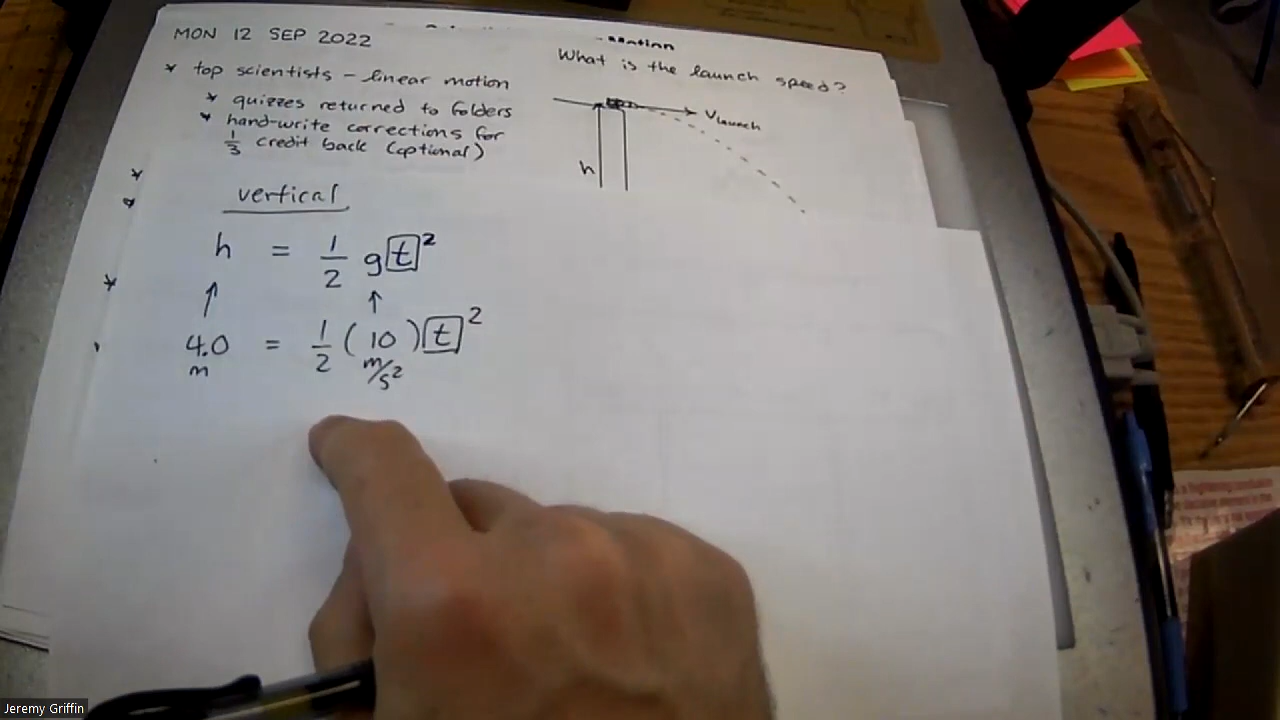 MON 12 SEP 2022
* top scientists - linear motion
* quizzes returned to folders
* hand-write corrections for
1/3 credit back (optional)
What is the launch speed?
Vlaunch
h
vertical
h = 1/2 g t ²
4.0 = 1/2 ( 10 ) t ²
m m/s²
Jeremy Griffin